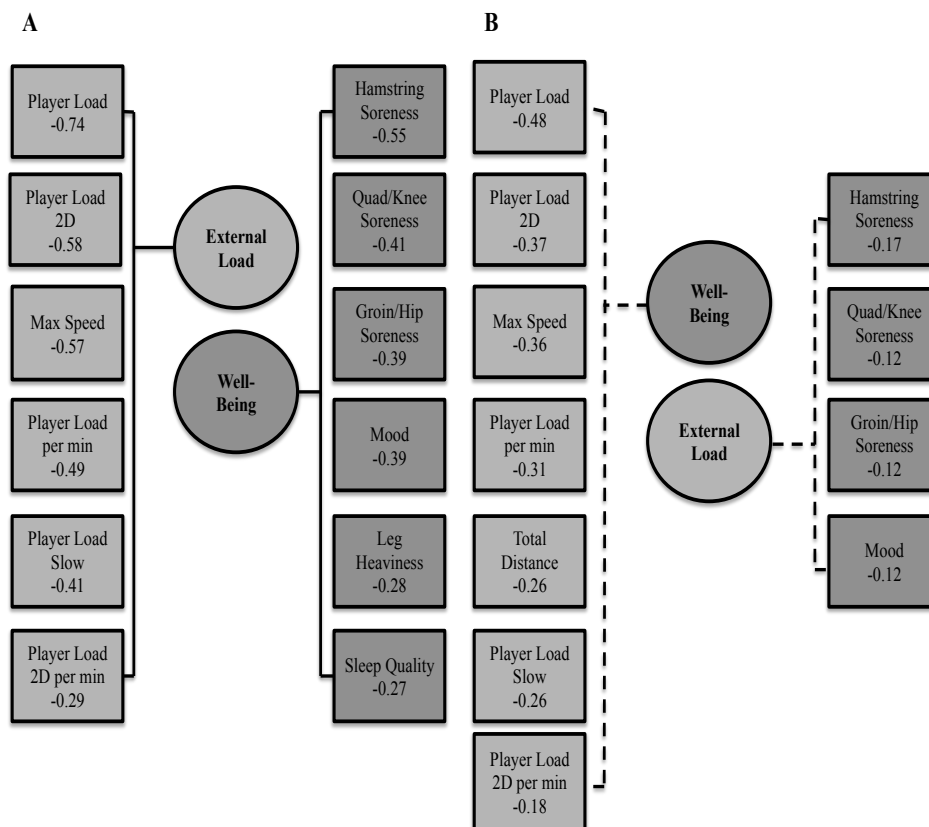 A
Player Load
-0.74
Player Load
2D
-0.58
Max Speed
-0.57
Player Load
per min
-0.49
Player Load
Slow
-0.41
Player Load
2D per min
-0.29
External
Load
Well-
Being
Hamstring
Soreness
-0.55
Quad/Knee
Soreness
-0.41
Groin/Hip
Soreness
-0.39
Mood
-0.39
Leg
Heaviness
-0.28
Sleep Quality
-0.27
B
Player Load
-0.48
Player Load
2D
-0.37
Max Speed
-0.36
Player Load
per min
-0.31
Total
Distance
-0.26
Player Load
Slow
-0.26
Player Load
2D per min
-0.18
Well-
Being
External
Load
Hamstring
Soreness
-0.17
Quad/Knee
Soreness
-0.12
Groin/Hip
Soreness
-0.12
Mood
-0.12